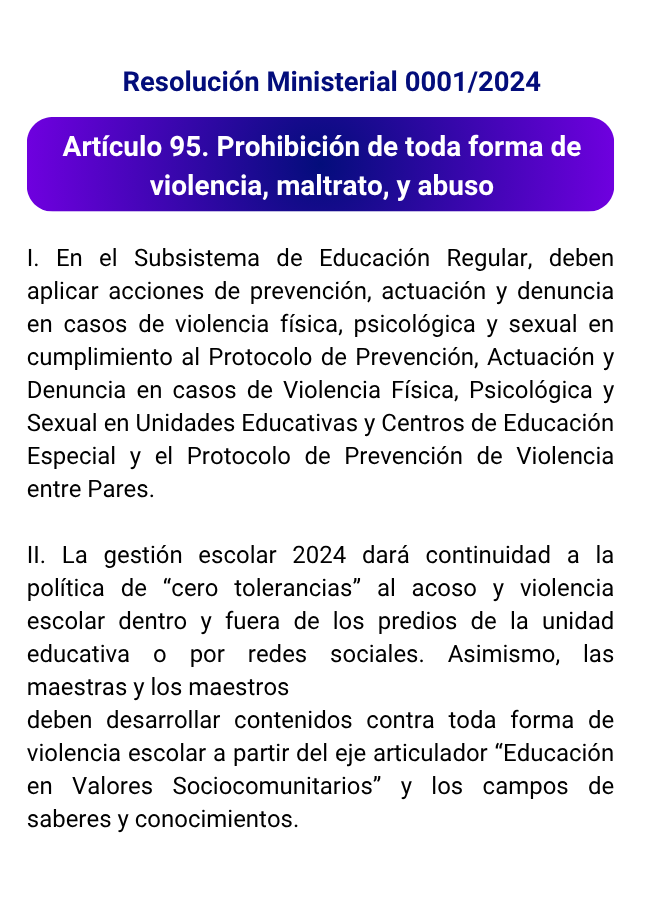 Resolución Ministerial 0001/2024
Artículo 95. Prohibición de toda forma de
violencia, maltrato, y abuso
I. En el Subsistema de Educación Regular, deben
aplicar acciones de prevención, actuación y denuncia
en casos de violencia física, psicológica y sexual en
cumplimiento al Protocolo de Prevención, Actuación y
Denuncia en casos de Violencia Física, Psicológica y
Sexual en Unidades Educativas y Centros de Educación
Especial y el Protocolo de Prevención de Violencia
entre Pares.
II. La gestión escolar 2024 dará continuidad a la
política de “cero tolerancias” al acoso y violencia
escolar dentro y fuera de los predios de la unidad
educativa o por redes sociales. Asimismo, las
maestras y los maestros
deben desarrollar contenidos contra toda forma de
violencia escolar a partir del eje articulador “Educación
en Valores Sociocomunitarios” y los campos de
saberes y conocimientos.